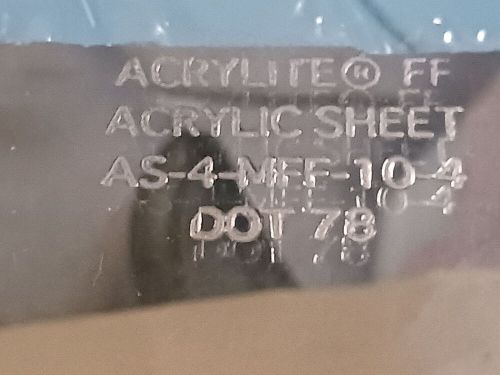 ACRYLITE® FF
ACRYLIC SHEET
AS-4-MFF-10-4
DOT 78